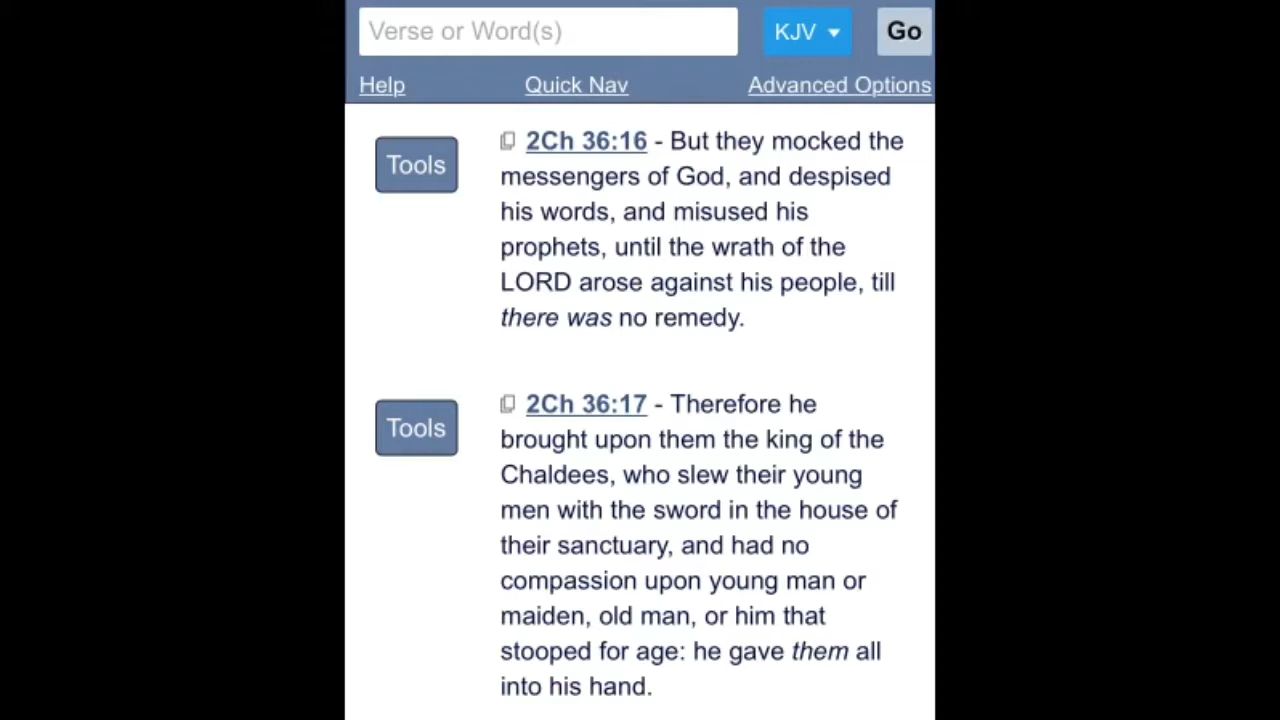 Verse or Word(s)
KJV
Go
Help
Quick Nav
Advanced Options
Tools
2Ch 36:16 - But they mocked the
messengers of God, and despised
his words, and misused his
prophets, until the wrath of the
LORD arose against his people, till
there was no remedy.
Tools
2Ch 36:17 - Therefore he
brought upon them the king of the
Chaldees, who slew their young
men with the sword in the house of
their sanctuary, and had no
compassion upon young man or
maiden, old man, or him that
stooped for age: he gave them all
into his hand.